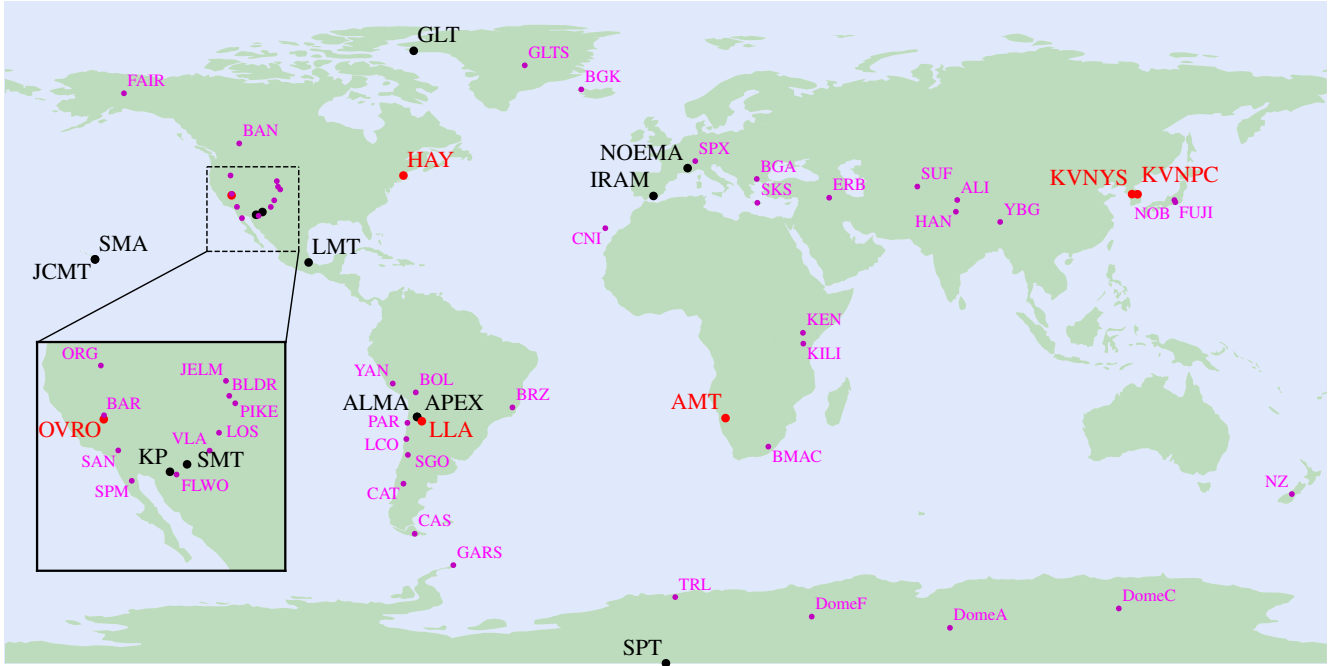 GLT
GLTS
FAIR
BGK
BAN
HAY
NOEMA
SPX
IRAM
BGA
SKS
ERB
SUF
ALI
HAN
YBG
KVNYS
KVNPC
NOB
FUJI
CNI
SMA
JCMT
LMT
KEN
KILI
ORG
JELM
BLDR
PIKE
BAR
OVRO
LOS
VLA
SAN
KP
SMT
SPM
FLWO
YAN
BOL
BRZ
ALMA
APEX
PAR
LLA
LCO
SGO
CAT
CAS
GARS
AMT
BMAC
NZ
TRL
DomeF
DomeA
DomeC
SPT